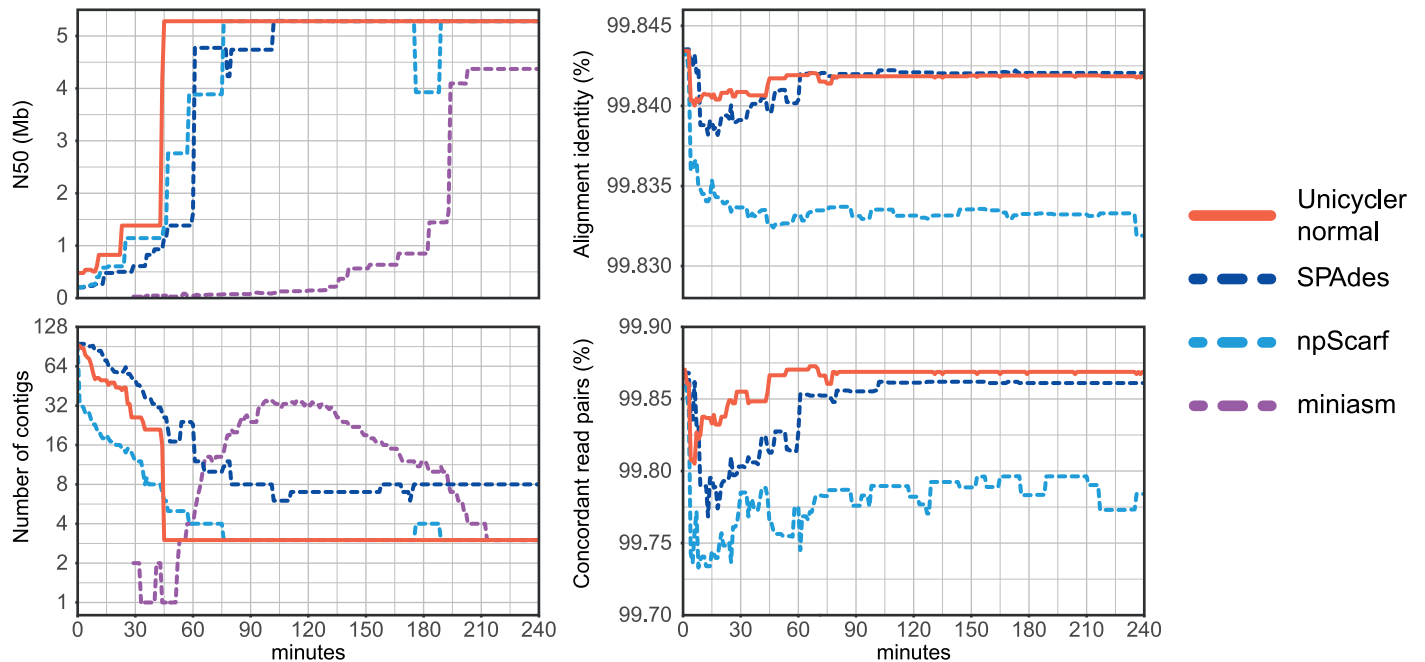 N50 (Mb)
5
4
3
2
1
0
Alignment identity (%)
99.845
99.840
99.835
99.830
Number of contigs
128
64
32
16
8
4
2
1
0 30 60 90 120 150 180 210 240
minutes
Concordant read pairs (%)
99.90
99.85
99.80
99.75
99.70
0 30 60 90 120 150 180 210 240
minutes
Unicycler
normal
SPAdes
npScarf
miniasm